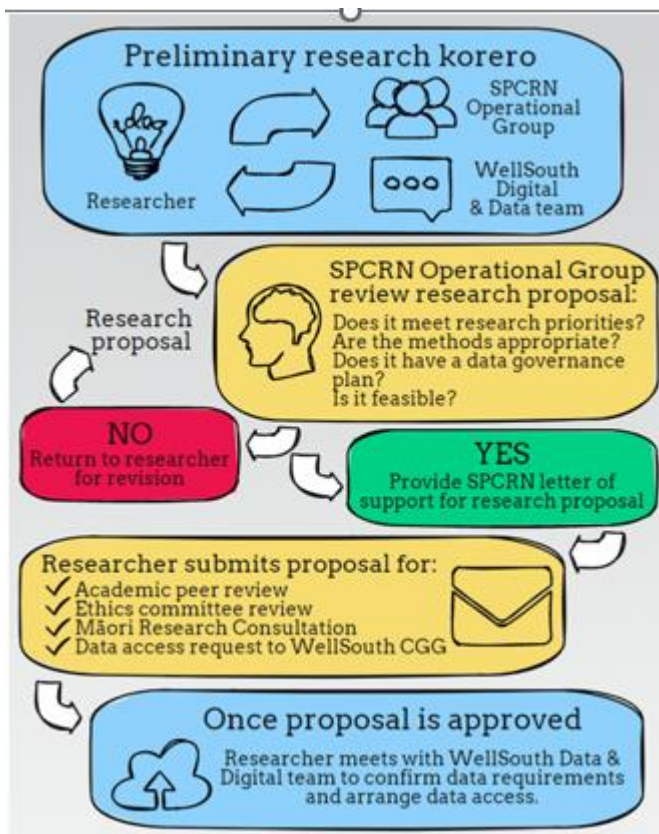 Preliminary research korero
SPCRN
Operational
Group
Researcher
WellSouth
Digital
& Data team
SPCRN Operational Group
review research proposal:
Does it meet research priorities?
Are the methods appropriate?
Does it have a data governance
plan?
Is it feasible?
Research
proposal
NO
Return to researcher
for revision
YES
Provide SPCRN letter of
support for research proposal
Researcher submits proposal for:
Academic peer review
Ethics committee review
Māori Research Consultation
Data access request to WellSouth CGG
Once proposal is approved
Researcher meets with WellSouth Data &
Digital team to confirm data requirements
and arrange data access.